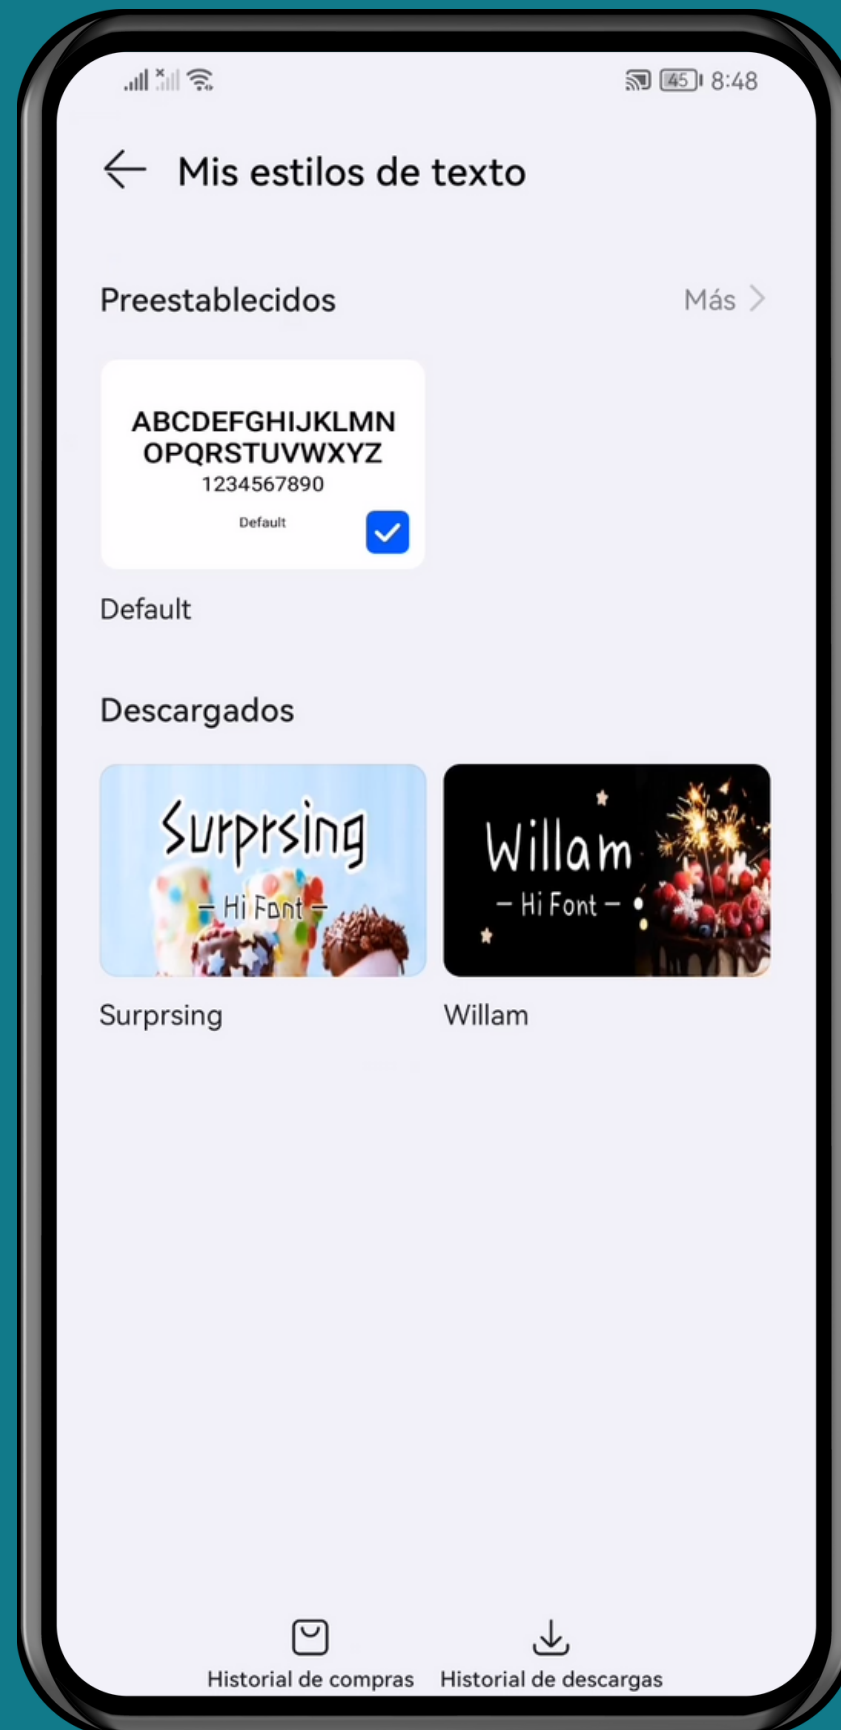 45 8:48
Mis estilos de texto
Preestablecidos
Más
ABCDEFGHIJKLMN
OPQRSTUVWXYZ
1234567890
Default
Default
Descargados
Surprsing
– Hi Font –
Willam
– Hi Font –
Surprsing
Willam
Historial de compras
Historial de descargas